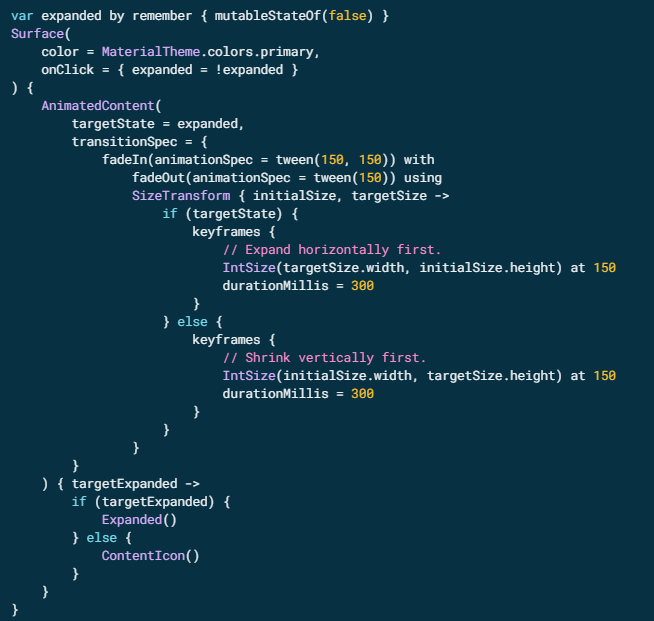 var expanded by remember { mutableStateOf(false) }
Surface(
    color = MaterialTheme.colors.primary,
    onClick = { expanded = !expanded }
) {
    AnimatedContent(
        targetState = expanded,
        transitionSpec = {
            fadeIn(animationSpec = tween(150, 150)) with
                fadeOut(animationSpec = tween(150)) using
                SizeTransform { initialSize, targetSize ->
                    if (targetState) {
                        keyframes {
                            // Expand horizontally first.
                            IntSize(targetSize.width, initialSize.height) at 150
                            durationMillis = 300
                        }
                    } else {
                        keyframes {
                            // Shrink vertically first.
                            IntSize(initialSize.width, targetSize.height) at 150
                            durationMillis = 300
                        }
                    }
                }
        }
    ) { targetExpanded ->
        if (targetExpanded) {
            Expanded()
        } else {
            ContentIcon()
        }
    }
}